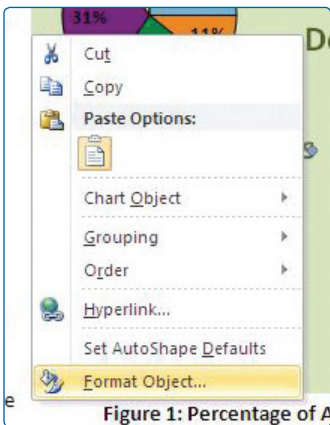 31%
11%
De
Cut
Copy
Paste Options:
Chart Object
Grouping
Order
Hyperlink...
Set AutoShape Defaults
Format Object...
e
Figure 1: Percentage of A